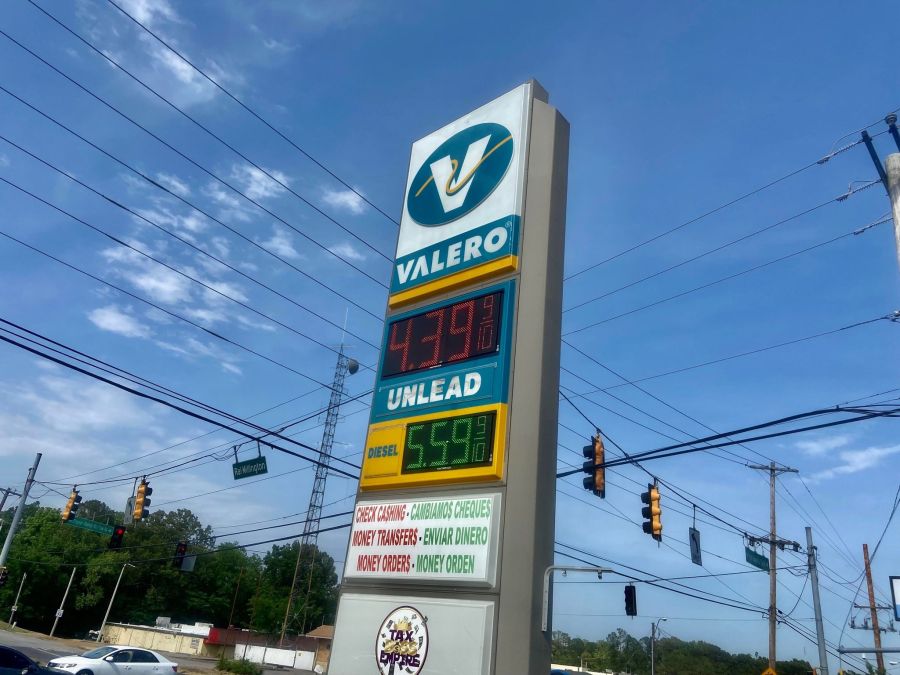 V
VALERO
4.39 9/10
UNLEAD
DIESEL 5.59 9/10
CHECK CASHING - CAMBIAMOS CHEQUES
MONEY TRANSFERS - ENVIAR DINERO
MONEY ORDERS - MONEY ORDEN
TAX
EMPIRE